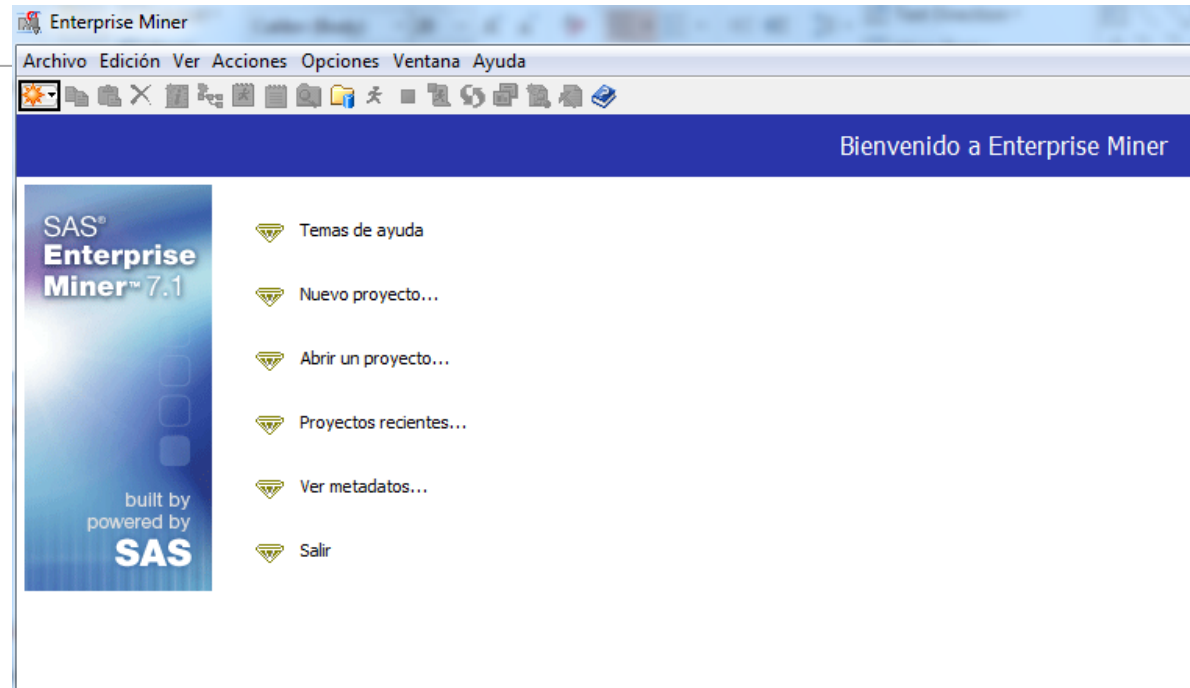 Enterprise Miner
Archivo Edición Ver Acciones Opciones Ventana Ayuda
Bienvenido a Enterprise Miner
SAS®
Enterprise
Miner™ 7.1
built by
powered by
SAS
Temas de ayuda
Nuevo proyecto...
Abrir un proyecto...
Proyectos recientes...
Ver metadatos...
Salir